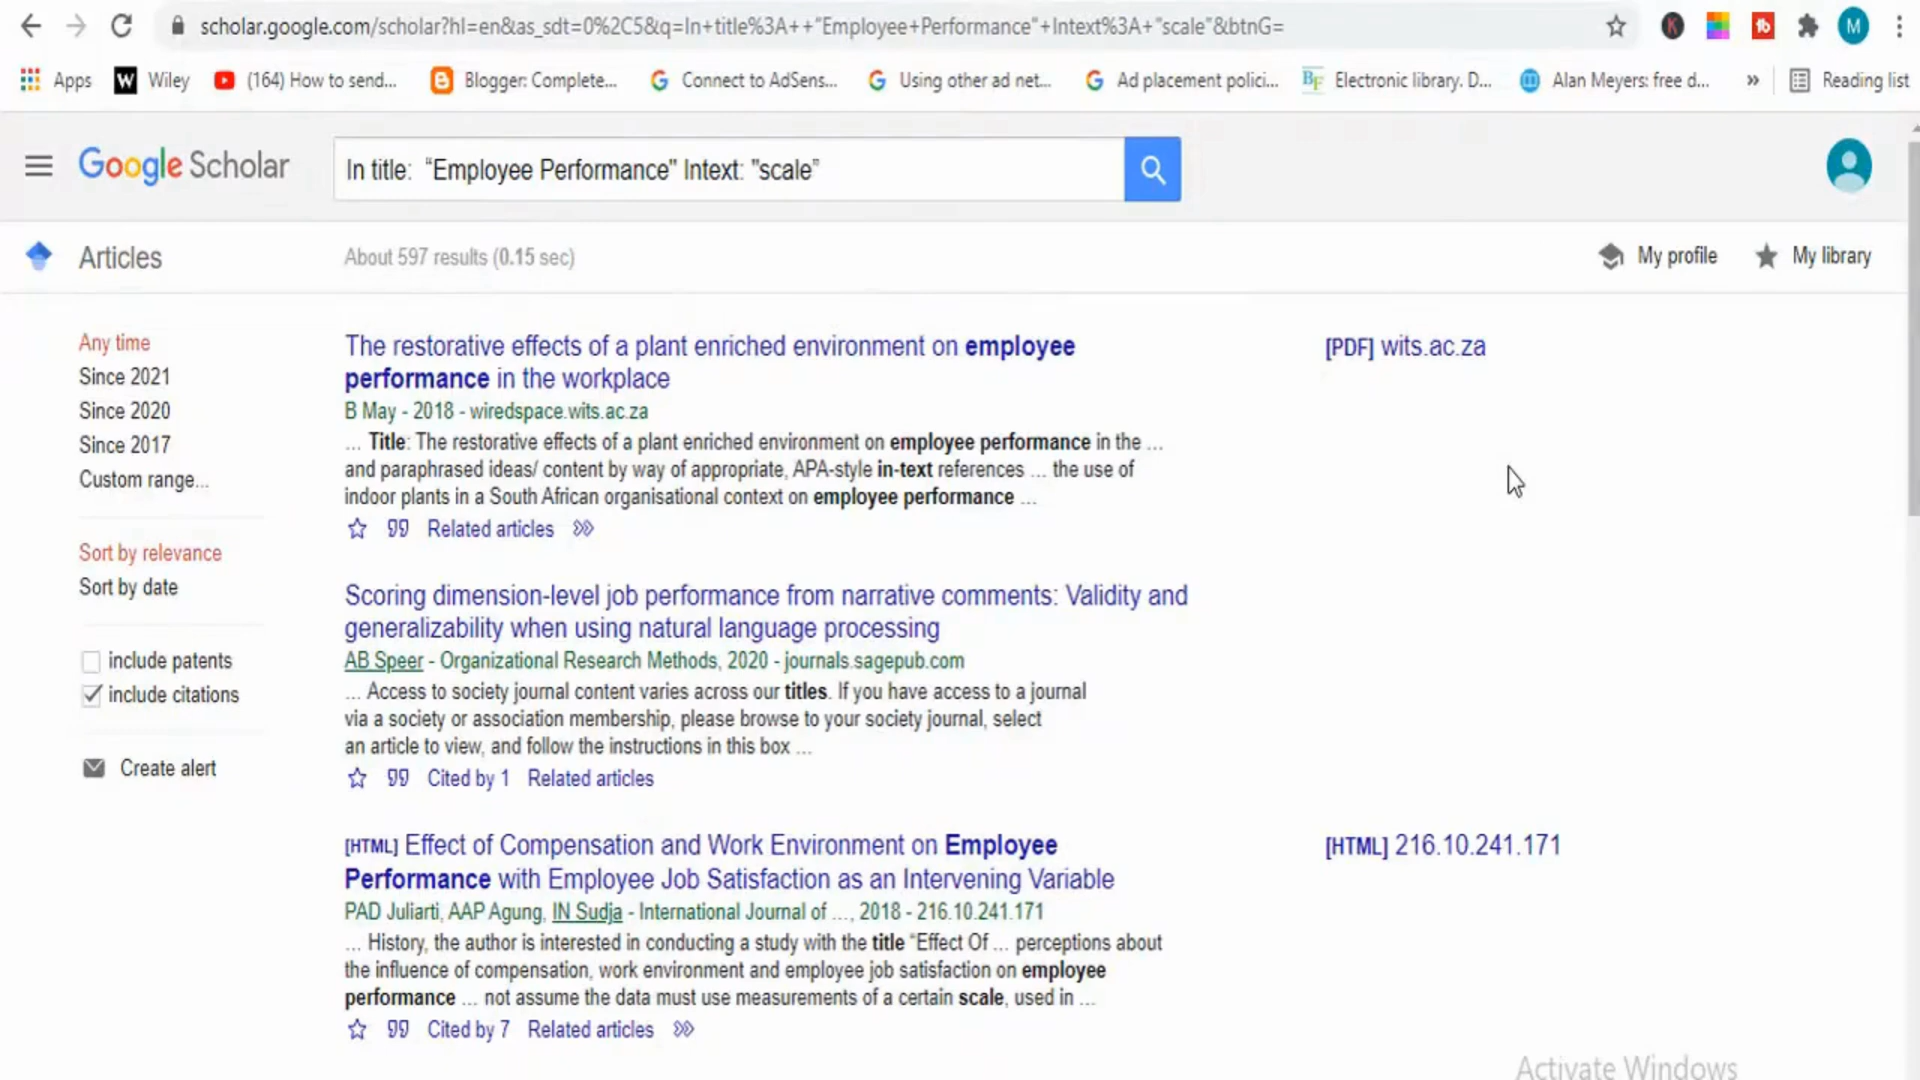 scholar.google.com/scholar?hl=en&as_sdt=0%2C5&q=In+title%3A++"Employee+Performance"+Intext%3A+"scale"&btnG=
M
Apps
W Wiley
(164) How to send...
Blogger: Complete...
Connect to AdSens...
Using other ad net...
Ad placement polici...
BF Electronic library. D...
Alan Meyers: free d...
»
Reading list
Google Scholar
In title:  “Employee Performance" Intext: "scale”
Articles
About 597 results (0.15 sec)
My profile
My library
Any time
Since 2021
Since 2020
Since 2017
Custom range...
Sort by relevance
Sort by date
include patents
include citations
Create alert
The restorative effects of a plant enriched environment on employee
performance in the workplace
B May - 2018 - wiredspace.wits.ac.za
... Title: The restorative effects of a plant enriched environment on employee performance in the ...
and paraphrased ideas/ content by way of appropriate, APA-style in-text references ... the use of
indoor plants in a South African organisational context on employee performance ...
Related articles
[PDF] wits.ac.za
Scoring dimension-level job performance from narrative comments: Validity and
generalizability when using natural language processing
AB Speer - Organizational Research Methods, 2020 - journals.sagepub.com
... Access to society journal content varies across our titles. If you have access to a journal
via a society or association membership, please browse to your society journal, select
an article to view, and follow the instructions in this box ...
Cited by 1 Related articles
[HTML] Effect of Compensation and Work Environment on Employee
Performance with Employee Job Satisfaction as an Intervening Variable
PAD Juliarti, AAP Agung, IN Sudja - International Journal of ..., 2018 - 216.10.241.171
... History, the author is interested in conducting a study with the title “Effect Of ... perceptions about
the influence of compensation, work environment and employee job satisfaction on employee
performance ... not assume the data must use measurements of a certain scale, used in ...
Cited by 7 Related articles
[HTML] 216.10.241.171
Activate Windows